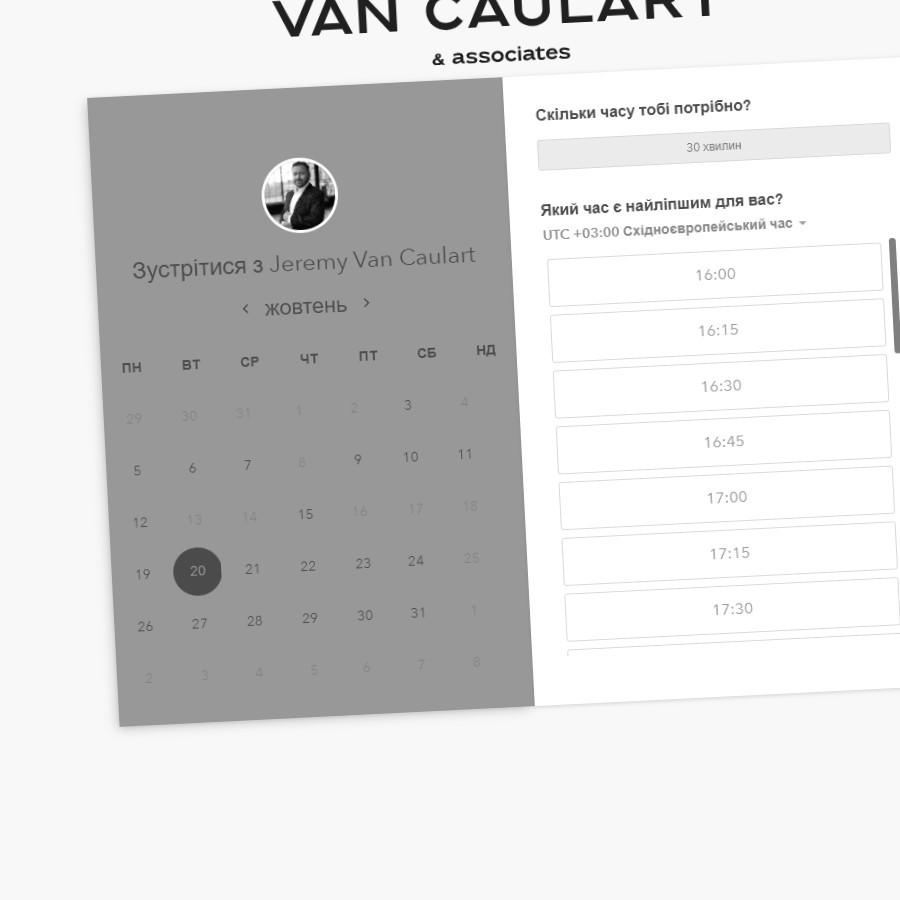 VAN CAULART
& associates
Зустрітися з Jeremy Van Caulart
жовтень
ПН ВТ СР ЧТ ПТ СБ НД
29 30 31 1 2 3 4
5 6 7 8 9 10 11
12 13 14 15 16 17 18
19 20 21 22 23 24 25
26 27 28 29 30 31 1
2 3 4 5 6 7 8
Скільки часу тобі потрібно?
30 хвилин
Який час є найліпшим для вас?
UTC +03:00 Східноєвропейський час
16:00
16:15
16:30
16:45
17:00
17:15
17:30